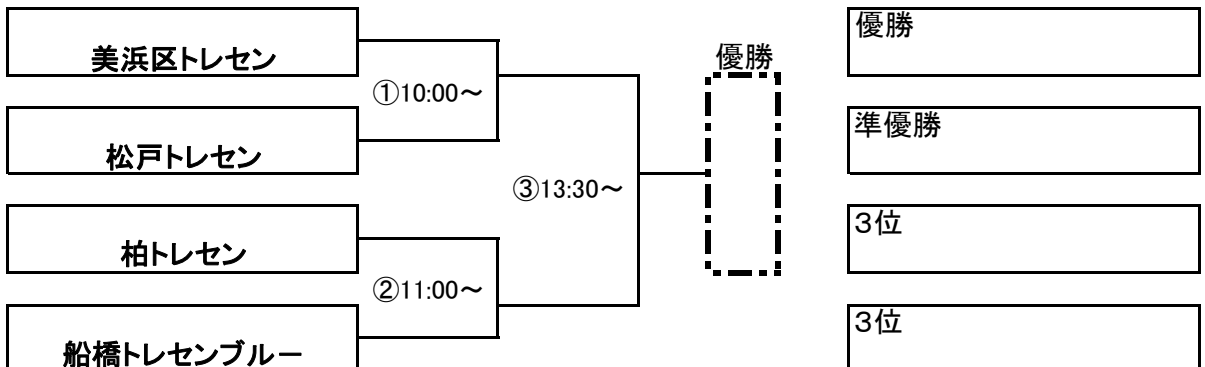 美浜区トレセン
①10:00～
松戸トレセン
③13:30～
柏トレセン
②11:00～
船橋トレセンブルー
優勝
優勝
準優勝
3位
3位